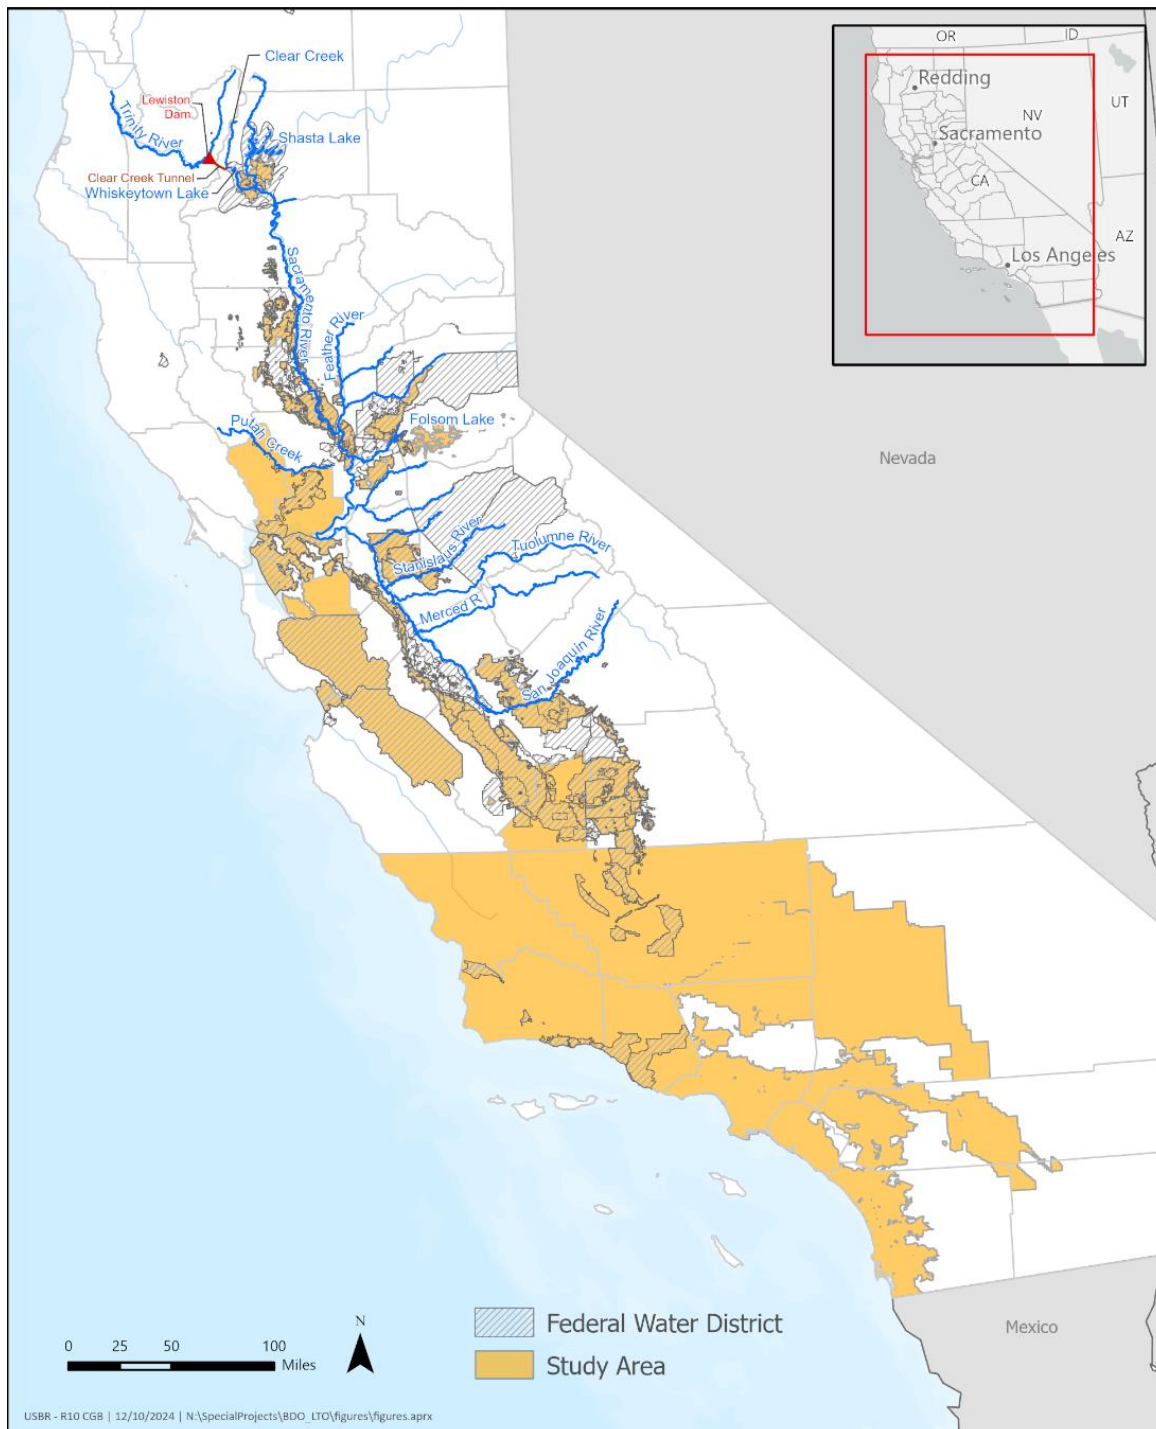 OR
ID
Redding
NV
UT
Sacramento
CA
AZ
Los Angeles
Clear Creek
Lewiston
Dam
Trinity River
Shasta Lake
Clear Creek Tunnel
Whiskeytown Lake
Sacramento River
Feather River
Folsom Lake
Putah Creek
Nevada
Stanislaus River
Tuolumne River
Merced R
San Joaquin River
Federal Water District
Study Area
Mexico
N
0 25 50 100
Miles
USBR - R10 CGB | 12/10/2024 | N:\SpecialProjects\BDO_LTO\figures\figures.aprx